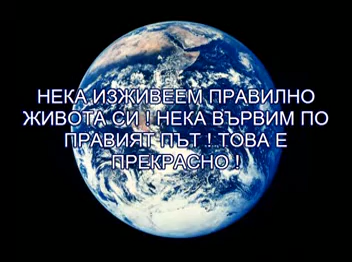 НЕКА ИЗЖИВЕЕМ ПРАВИЛНО
ЖИВОТА СИ ! НЕКА ВЪРВИМ ПО
ПРАВИЯТ ПЪТ ! ТОВА Е
ПРЕКРАСНО !